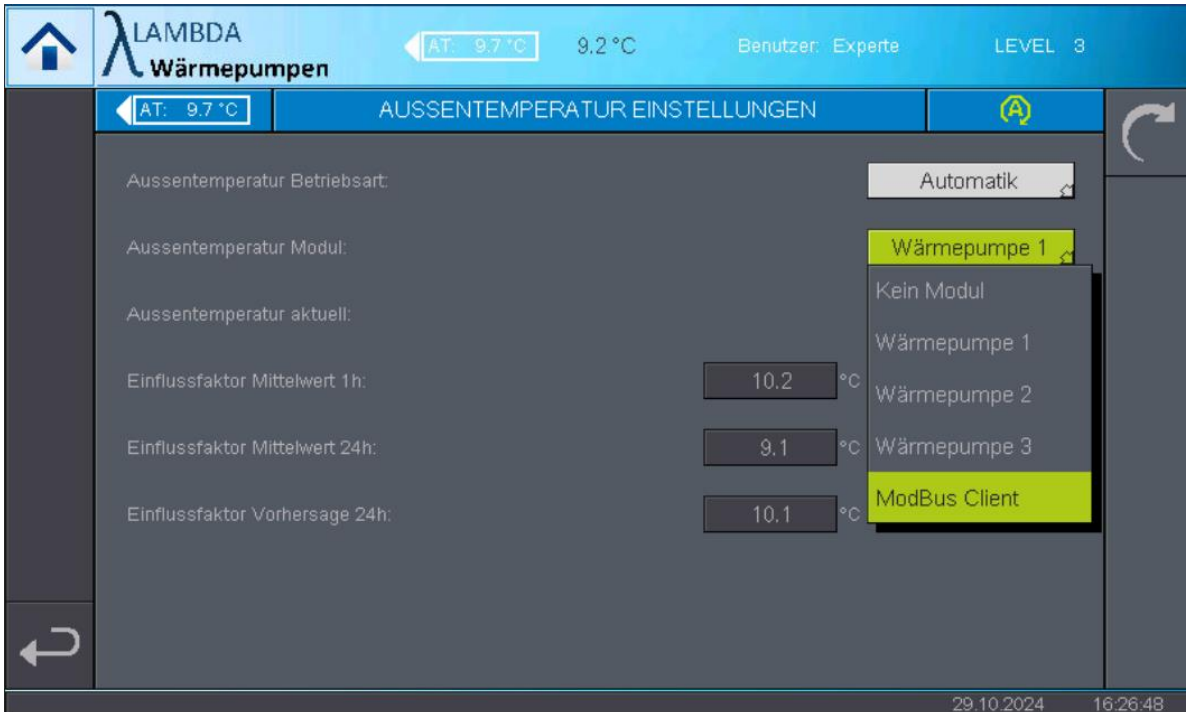 LAMBDA
Wärmepumpen
AT: 9.7 °C
9.2 °C
Benutzer: Experte
LEVEL 3
AT: 9.7 °C
AUSSENTEMPERATUR EINSTELLUNGEN
A
Aussentemperatur Betriebsart:
Automatik
Aussentemperatur Modul:
Wärmepumpe 1
Kein Modul
Wärmepumpe 1
Wärmepumpe 2
Wärmepumpe 3
ModBus Client
Aussentemperatur aktuell:
Einflussfaktor Mittelwert 1h:
10.2 °C
Einflussfaktor Mittelwert 24h:
9.1 °C
Einflussfaktor Vorhersage 24h:
10.1 °C
29.10.2024 16:26:48